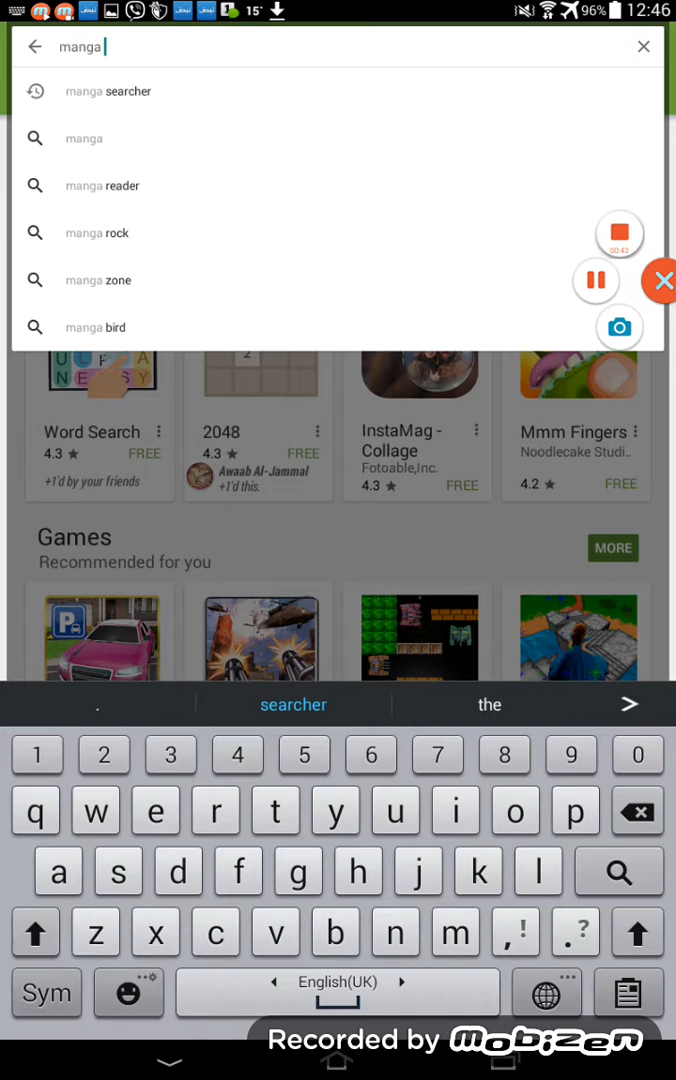 15°
96%
12:46
manga
manga searcher
manga
manga reader
manga rock
manga zone
manga bird
00:43
Word Search
4.3 ★ FREE
+1'd by your friends
2
2048
4.3 ★ FREE
Awaab Al-Jammal
+1'd this.
InstaMag -
Collage
Fotoable,Inc.
4.3 ★ FREE
Mmm Fingers
Noodlecake Studi..
4.2 ★ FREE
Games
Recommended for you
MORE
P
. searcher the >
1 2 3 4 5 6 7 8 9 0
q w e r t y u i o p
a s d f g h j k l
z x c v b n m ,! .?
Sym English(UK)
Recorded by mobizen